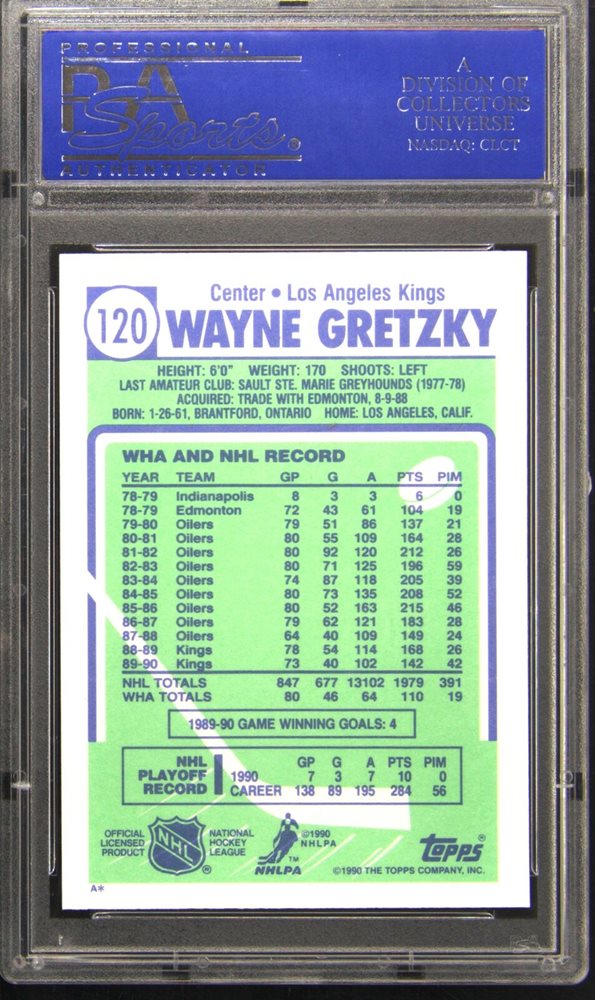 PROFESSIONAL
PSA
Sports®
AUTHENTICATOR
A
DIVISION OF
COLLECTORS
UNIVERSE
NASDAQ: CLCT
Center • Los Angeles Kings
120 WAYNE GRETZKY
HEIGHT: 6'0" WEIGHT: 170 SHOOTS: LEFT
LAST AMATEUR CLUB: SAULT STE. MARIE GREYHOUNDS (1977-78)
ACQUIRED: TRADE WITH EDMONTON, 8-9-88
BORN: 1-26-61, BRANTFORD, ONTARIO HOME: LOS ANGELES, CALIF.
WHA AND NHL RECORD
YEAR TEAM GP G A PTS PIM
78-79 Indianapolis 8 3 3 6 0
78-79 Edmonton 72 43 61 104 19
79-80 Oilers 79 51 86 137 21
80-81 Oilers 80 55 109 164 28
81-82 Oilers 80 92 120 212 26
82-83 Oilers 80 71 125 196 59
83-84 Oilers 74 87 118 205 39
84-85 Oilers 80 73 135 208 52
85-86 Oilers 80 52 163 215 46
86-87 Oilers 79 62 121 183 28
87-88 Oilers 64 40 109 149 24
88-89 Kings 78 54 114 168 26
89-90 Kings 73 40 102 142 42
NHL TOTALS 847 677 13102 1979 391
WHA TOTALS 80 46 64 110 19
1989-90 GAME WINNING GOALS: 4
NHL PLAYOFF RECORD
GP G A PTS PIM
1990 7 3 7 10 0
CAREER 138 89 195 284 56
OFFICIAL LICENSED PRODUCT
NHL®
NATIONAL HOCKEY LEAGUE
©1990 NHLPA
™
NHLPA
topps®
©1990 THE TOPPS COMPANY, INC.
A*